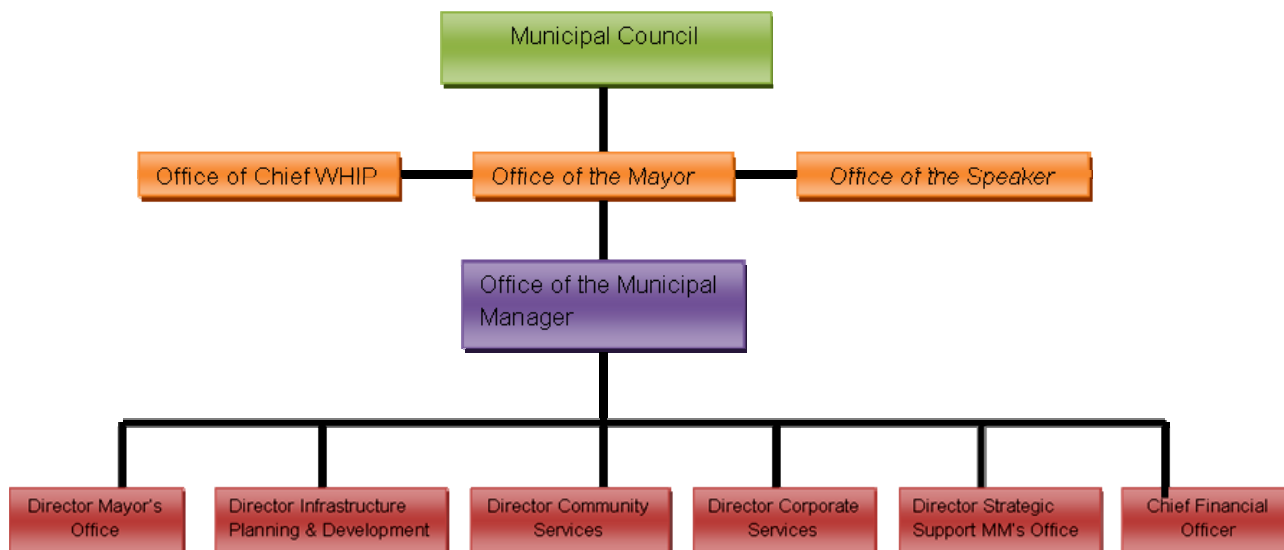 Municipal Council
Office of Chief WHIP
Office of the Mayor
Office of the Speaker
Office of the Municipal
Manager
Director Mayor's
Office
Director Infrastructure
Planning & Development
Director Community
Services
Director Corporate
Services
Director Strategic
Support MM's Office
Chief Financial
Officer